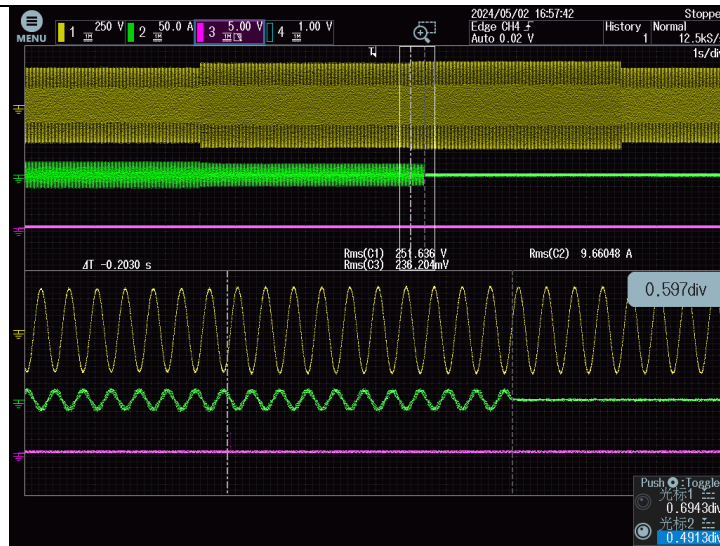 2024/05/02 16:57:42 Stoppe
MENU 1 250 V 2 50.0 A 3 5.00 V 4 1.00 V
Edge CH4
Auto 0.02 V
History
1
Normal
12.5kS/
1s/div
Rms(C1) 251.636 V Rms(C2) 9.66048 A
ΔT -0.2030 s Rms(C3) 236.204mV
0.597div
Push :Toggle
光标1
0.6943div
光标2
0.4913div